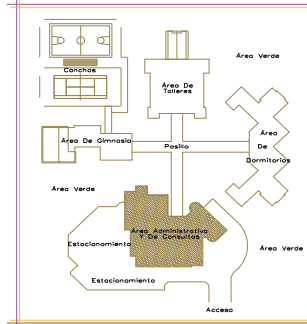 Área Verde
Canchas
Área De
Talleres
Área
De
Dormitorios
Área De Gimnasio
Pasillo
Área Verde
Área Administrativa
Y De Consultas
Estacionamiento
Área Verde
Estacionamiento
Acceso